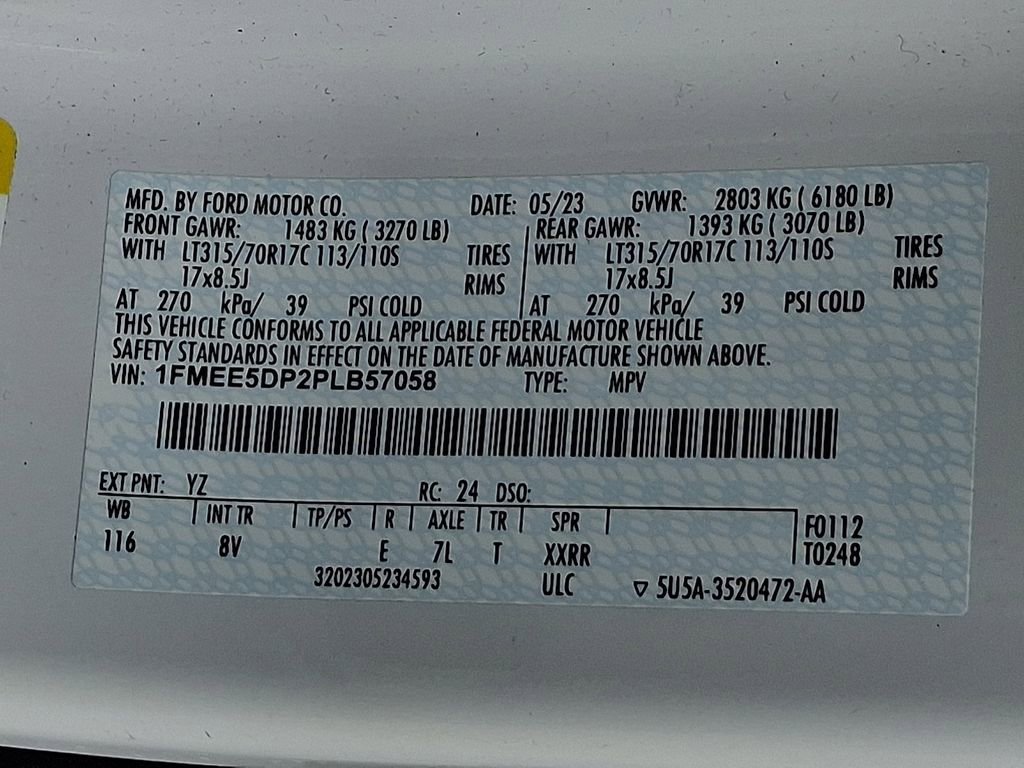 MFD. BY FORD MOTOR CO. DATE: 05/23 GVWR: 2803 KG ( 6180 LB)
FRONT GAWR: 1483 KG ( 3270 LB) REAR GAWR: 1393 KG ( 3070 LB)
WITH LT315/70R17C 113/110S TIRES WITH LT315/70R17C 113/110S TIRES
17x8.5J RIMS 17x8.5J RIMS
AT 270 kPa/ 39 PSI COLD AT 270 kPa/ 39 PSI COLD
THIS VEHICLE CONFORMS TO ALL APPLICABLE FEDERAL MOTOR VEHICLE
SAFETY STANDARDS IN EFFECT ON THE DATE OF MANUFACTURE SHOWN ABOVE.
VIN: 1FMEE5DP2PLB57058 TYPE: MPV
EXT PNT: YZ RC: 24 DSO:
WB INT TR TP/PS R AXLE TR SPR F0112
116 8V E 7L T XXRR T0248
3202305234593 ULC ▽ 5U5A-3520472-AA